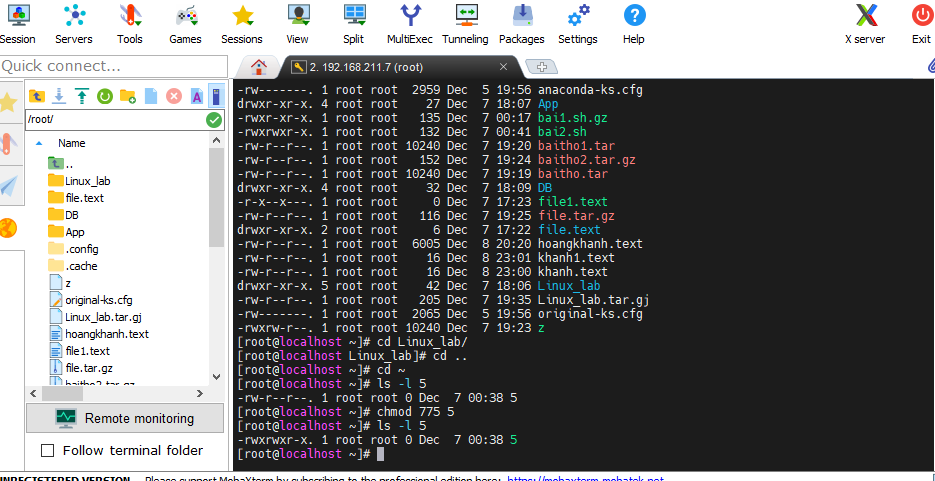 Session Servers Tools Games Sessions View Split MultiExec Tunneling Packages Settings Help X server Exit
Quick connect...
2. 192.168.211.7 (root)
/root/
Name
..
Linux_lab
file.text
DB
App
.config
.cache
z
original-ks.cfg
Linux_lab.tar.gj
hoangkhanh.text
file1.text
file.tar.gz
baitho2.tar.gz
Remote monitoring
Follow terminal folder
-rw-------. 1 root root 2959 Dec 5 19:56 anaconda-ks.cfg
drwxr-xr-x. 4 root root 27 Dec 7 18:07 App
-rwxr-xr-x. 1 root root 135 Dec 7 00:17 bai1.sh.gz
-rwxrwxr-x. 1 root root 132 Dec 7 00:41 bai2.sh
-rw-r--r--. 1 root root 10240 Dec 7 19:20 baitho1.tar
-rw-r--r--. 1 root root 152 Dec 7 19:24 baitho2.tar.gz
-rw-r--r--. 1 root root 10240 Dec 7 19:19 baitho.tar
drwxr-xr-x. 4 root root 32 Dec 7 18:09 DB
-r-x--x---. 1 root root 0 Dec 7 17:23 file1.text
-rw-r--r--. 1 root root 116 Dec 7 19:25 file.tar.gz
drwxr-xr-x. 2 root root 6 Dec 7 17:22 file.text
-rw-r--r--. 1 root root 6005 Dec 8 20:20 hoangkhanh.text
-rw-r--r--. 1 root root 16 Dec 8 23:01 khanh1.text
-rw-r--r--. 1 root root 16 Dec 8 23:00 khanh.text
drwxr-xr-x. 5 root root 42 Dec 7 18:06 Linux_lab
-rw-r--r--. 1 root root 205 Dec 7 19:35 Linux_lab.tar.gj
-rw-------. 1 root root 2065 Dec 5 19:56 original-ks.cfg
-rwxrw-r--. 1 root root 10240 Dec 7 19:23 z
[root@localhost ~]# cd Linux_lab/
[root@localhost Linux_lab]# cd ..
[root@localhost ~]# cd ~
[root@localhost ~]# ls -l 5
-rw-r--r--. 1 root root 0 Dec 7 00:38 5
[root@localhost ~]# chmod 775 5
[root@localhost ~]# ls -l 5
-rwxrwxr-x. 1 root root 0 Dec 7 00:38 5
[root@localhost ~]#
UNREGISTERED VERSION - Please support MobaXterm by subscribing to the professional edition here: https://mobaxterm.mobatek.net